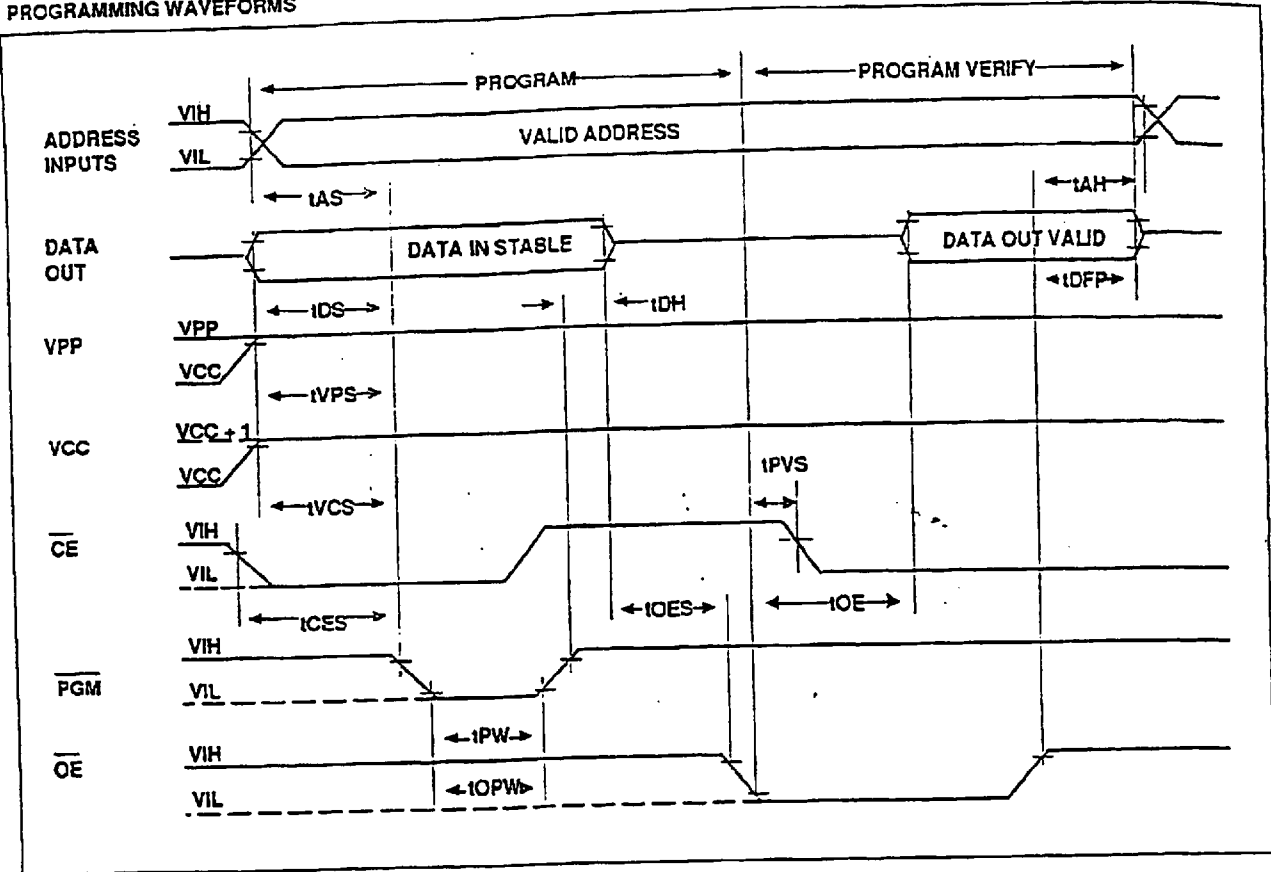 PROGRAMMING WAVEFORMS
PROGRAM
PROGRAM VERIFY
ADDRESS
INPUTS
VIH
VIL
VALID ADDRESS
tAS
tAH
DATA
OUT
DATA IN STABLE
DATA OUT VALID
tDS
tDH
tDFP
VPP
VPP
VCC
tVPS
VCC
VCC + 1
VCC
tVCS
tPVS
CE
VIH
VIL
tCES
tOES
tOE
PGM
VIH
VIL
tPW
OE
VIH
tOPW
VIL